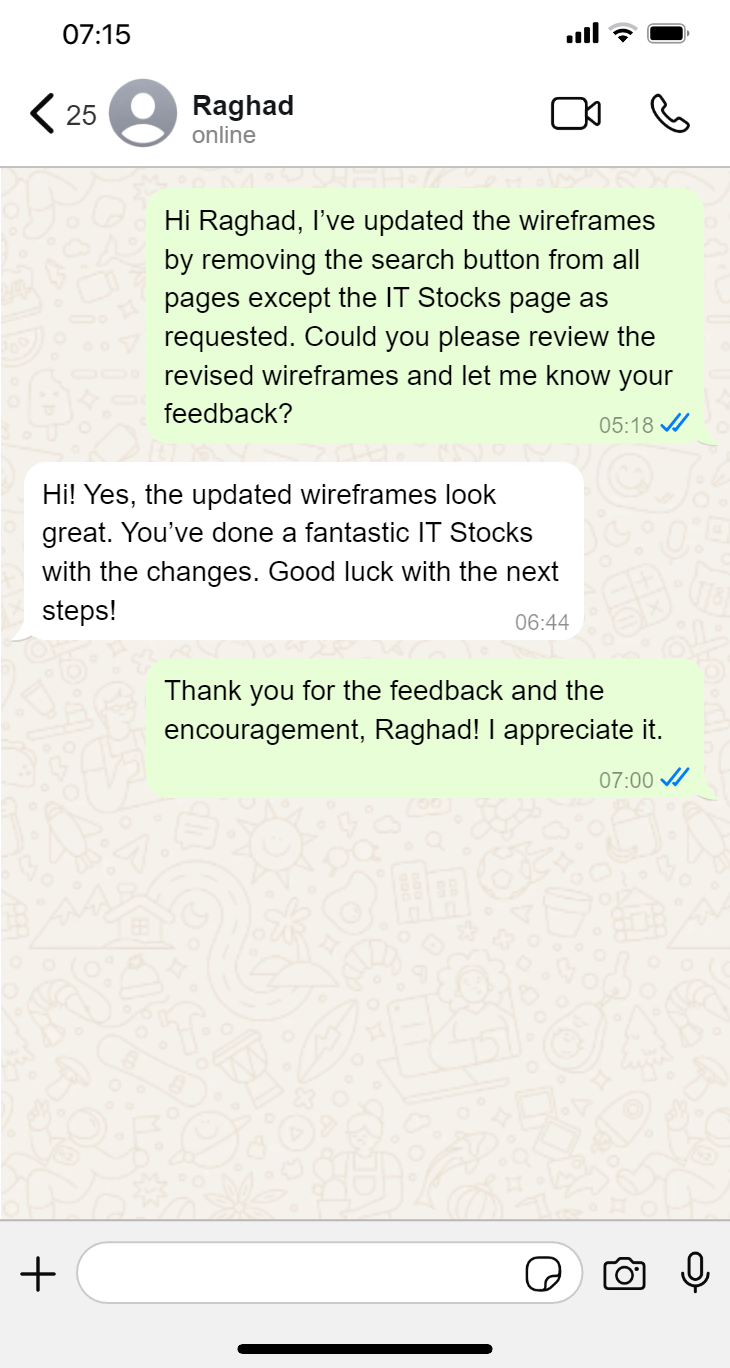 07:15
25
Raghad
online
Hi Raghad, I’ve updated the wireframes
by removing the search button from all
pages except the IT Stocks page as
requested. Could you please review the
revised wireframes and let me know your
feedback?
05:18
Hi! Yes, the updated wireframes look
great. You’ve done a fantastic IT Stocks
with the changes. Good luck with the next
steps!
06:44
Thank you for the feedback and the
encouragement, Raghad! I appreciate it.
07:00